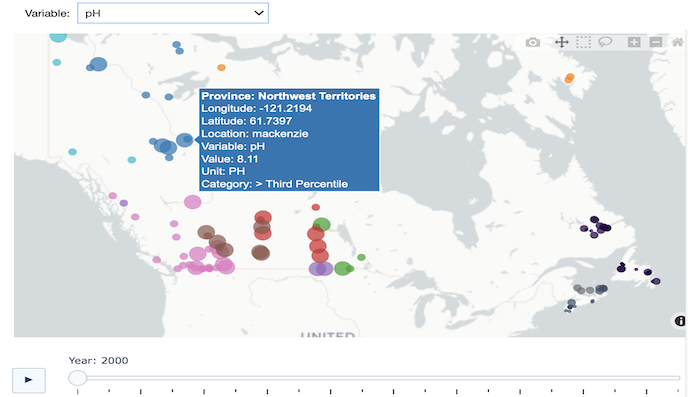 Variable: pH
Province: Northwest Territories
Longitude: -121.2194
Latitude: 61.7397
Location: mackenzie
Variable: pH
Value: 8.11
Unit: PH
Category: > Third Percentile
UNITED
Year: 2000